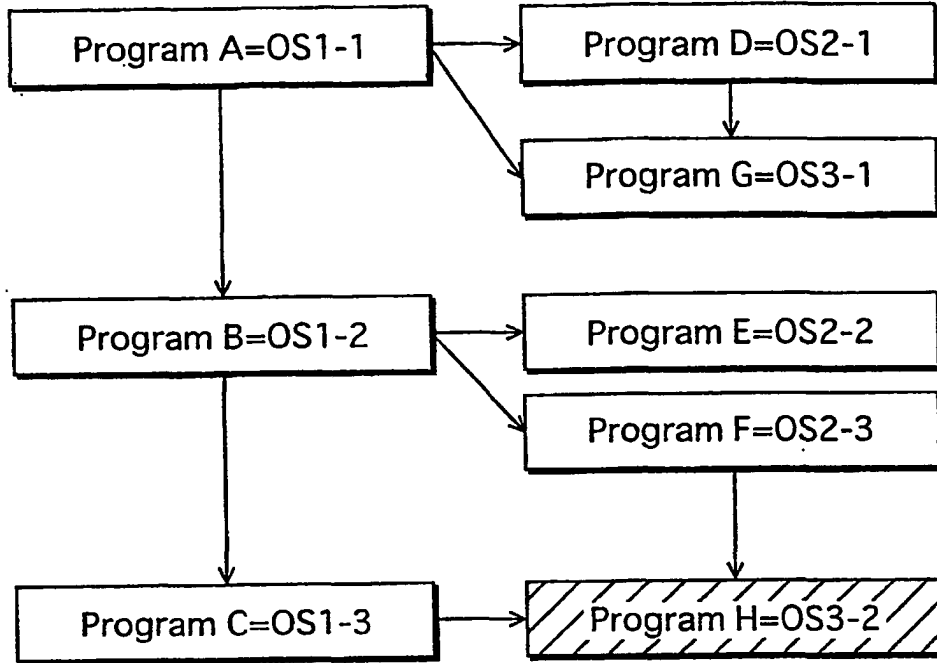 Program A=OS1-1
Program D=OS2-1
Program G=OS3-1
Program B=OS1-2
Program E=OS2-2
Program F=OS2-3
Program C=OS1-3
Program H=OS3-2